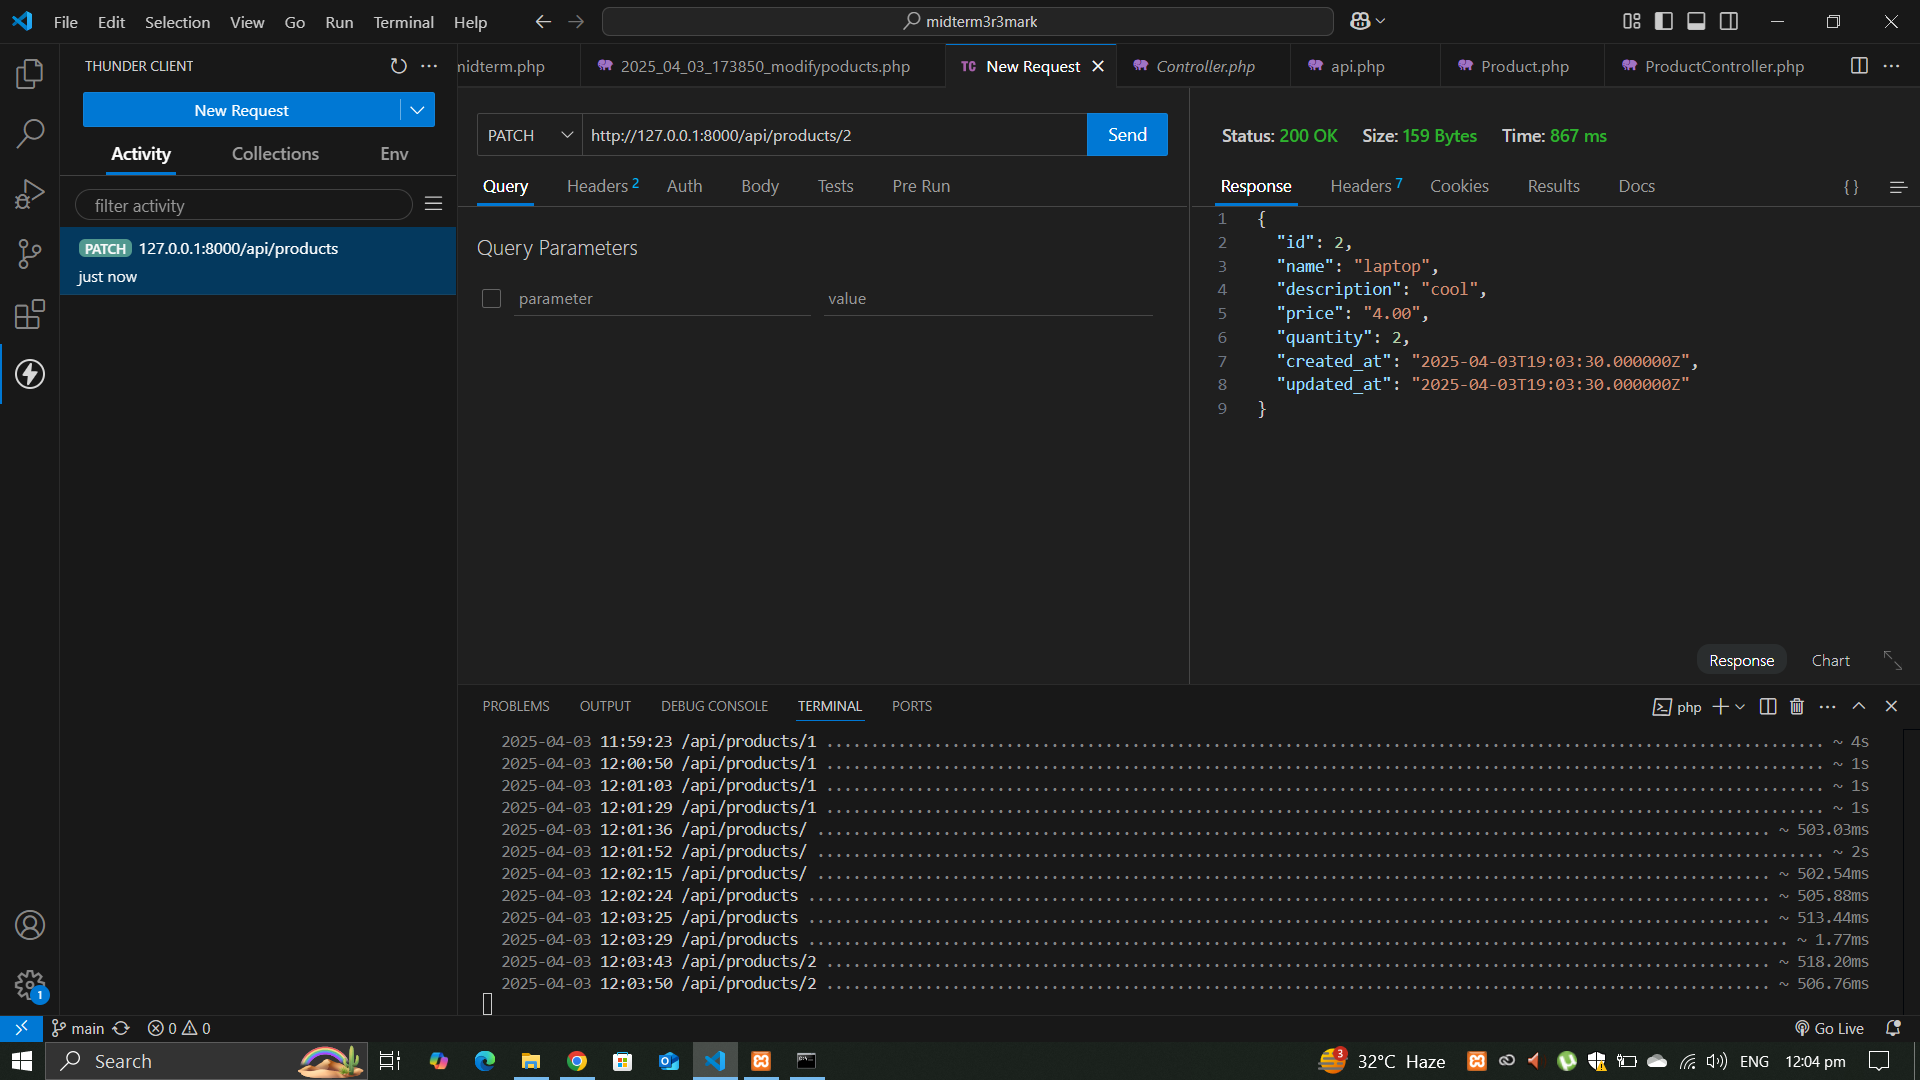 File Edit Selection View Go Run Terminal Help
midterm3r3mark
THUNDER CLIENT
New Request
Activity Collections Env
filter activity
PATCH 127.0.0.1:8000/api/products
just now
midterm.php 2025_04_03_173850_modifypoducts.php TC New Request Controller.php api.php Product.php ProductController.php
PATCH http://127.0.0.1:8000/api/products/2 Send
Query Headers 2 Auth Body Tests Pre Run
Query Parameters
parameter value
Status: 200 OK Size: 159 Bytes Time: 867 ms
Response Headers 7 Cookies Results Docs { }
1 {
2 "id": 2,
3 "name": "laptop",
4 "description": "cool",
5 "price": "4.00",
6 "quantity": 2,
7 "created_at": "2025-04-03T19:03:30.000000Z",
8 "updated_at": "2025-04-03T19:03:30.000000Z"
9 }
Response Chart
PROBLEMS OUTPUT DEBUG CONSOLE TERMINAL PORTS
php
2025-04-03 11:59:23 /api/products/1 ........ ~ 4s
2025-04-03 12:00:50 /api/products/1 ........ ~ 1s
2025-04-03 12:01:03 /api/products/1 ........ ~ 1s
2025-04-03 12:01:29 /api/products/1 ........ ~ 1s
2025-04-03 12:01:36 /api/products/ ........ ~ 503.03ms
2025-04-03 12:01:52 /api/products/ ........ ~ 2s
2025-04-03 12:02:15 /api/products/ ........ ~ 502.54ms
2025-04-03 12:02:24 /api/products ........ ~ 505.88ms
2025-04-03 12:03:25 /api/products ........ ~ 513.44ms
2025-04-03 12:03:29 /api/products ........ ~ 1.77ms
2025-04-03 12:03:43 /api/products/2 ........ ~ 518.20ms
2025-04-03 12:03:50 /api/products/2 ........ ~ 506.76ms
1
main 0 0 Go Live
Search 3 32°C Haze ENG 12:04 pm